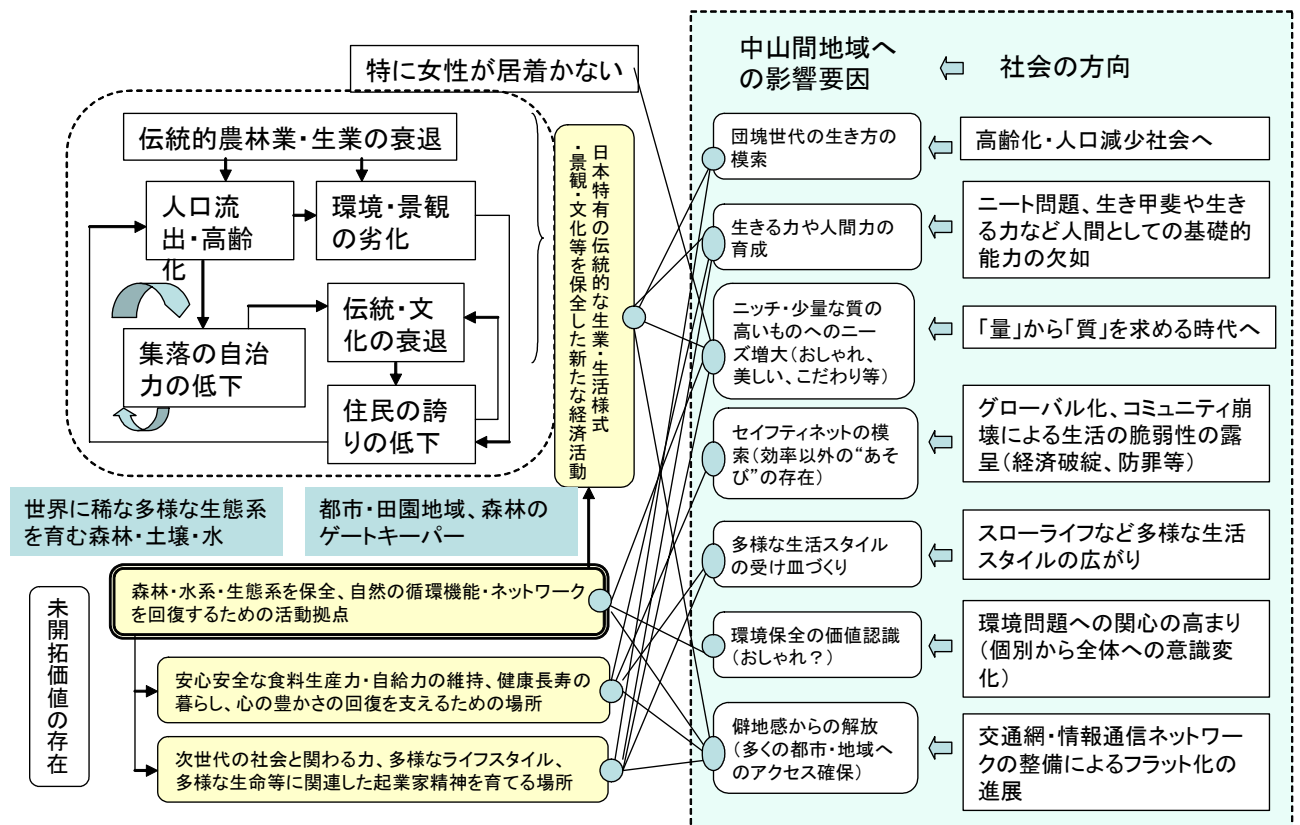 特に女性が居着かない
伝統的農林業・生業の衰退
人口流
出・高齢
化
環境・景観
の劣化
伝統・文
化の衰退
集落の自治
力の低下
住民の誇
りの低下
日本特有の伝統的な生業・生活様式
・景観・文化等を保全した新たな経済活動
世界に稀な多様な生態系
を育む森林・土壌・水
都市・田園地域、森林の
ゲートキーパー
未開拓価値の存在
森林・水系・生態系を保全、自然の循環機能・ネットワーク
を回復するための活動拠点
安心安全な食料生産力・自給力の維持、健康長寿の
暮らし、心の豊かさの回復を支えるための場所
次世代の社会と関わる力、多様なライフスタイル、
多様な生命等に関連した起業家精神を育てる場所
中山間地域へ
の影響要因
社会の方向
団塊世代の生き方の
模索
高齢化・人口減少社会へ
生きる力や人間力の
育成
ニート問題、生き甲斐や生き
る力など人間としての基礎的
能力の欠如
ニッチ・少量な質の
高いものへのニー
ズ増大(おしゃれ、
美しい、こだわり等)
「量」から「質」を求める時代へ
セイフティネットの模
索(効率以外の“あそ
び”の存在)
グローバル化、コミュニティ崩
壊による生活の脆弱性の露
呈(経済破綻、防罪等)
多様な生活スタイル
の受け皿づくり
スローライフなど多様な生活
スタイルの広がり
環境保全の価値認識
(おしゃれ?)
環境問題への関心の高まり
(個別から全体への意識変
化)
僻地感からの解放
(多くの都市・地域へ
のアクセス確保)
交通網・情報通信ネットワー
クの整備によるフラット化の
進展